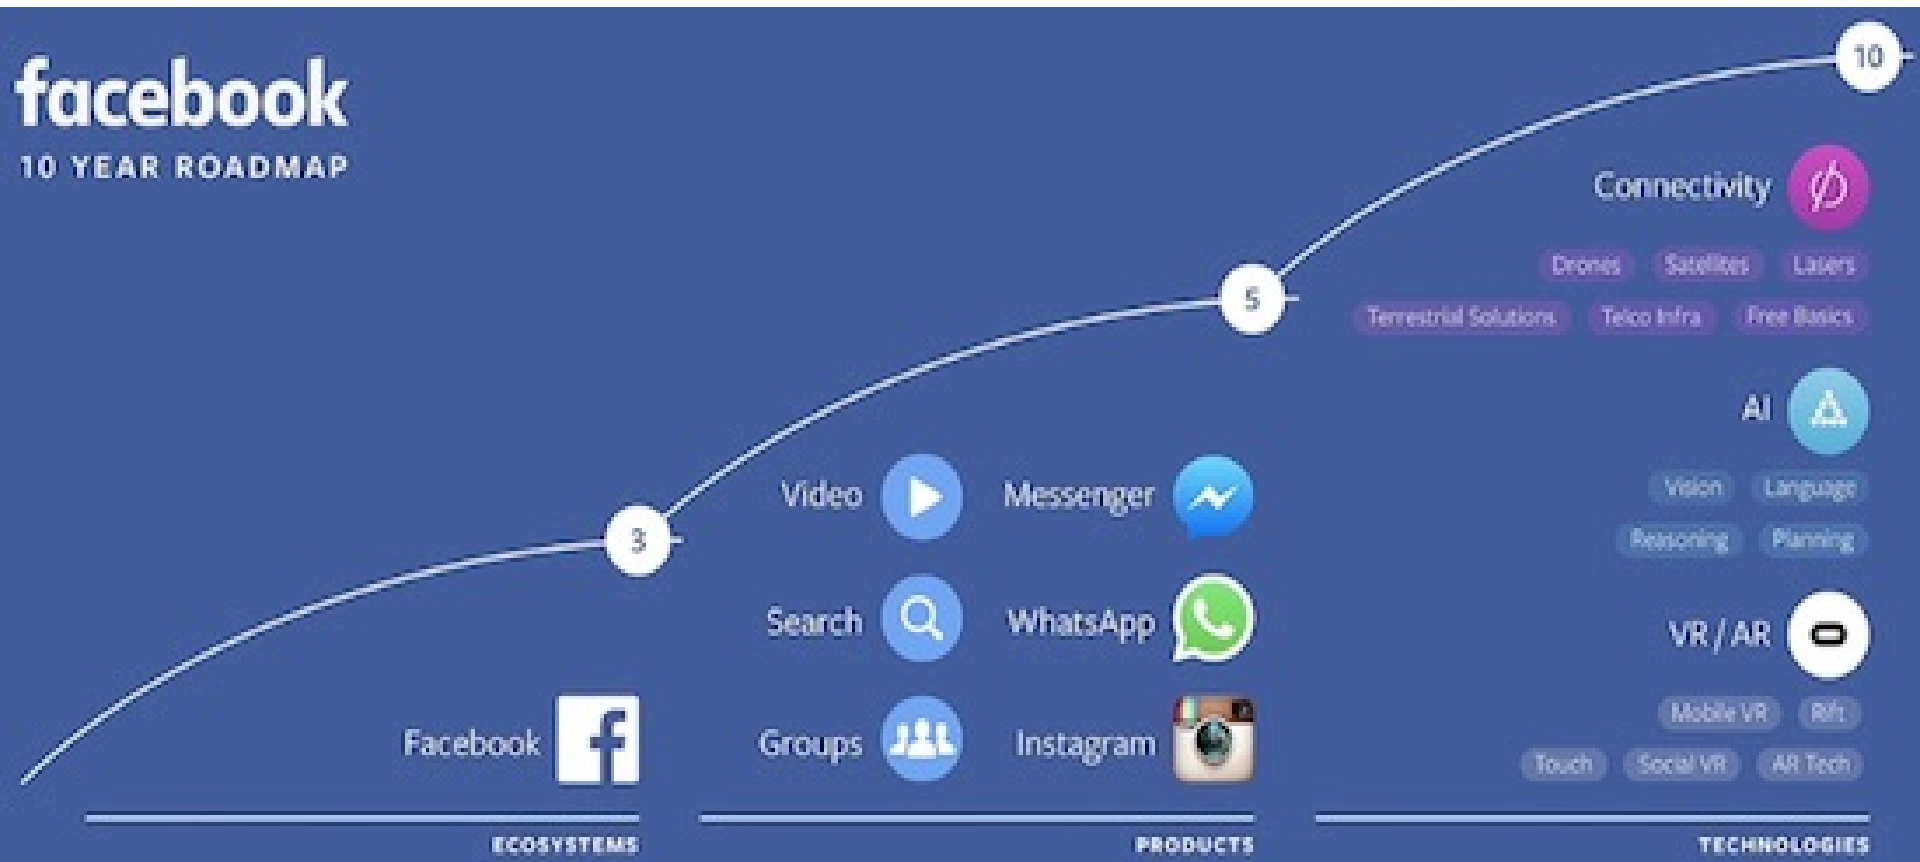 facebook
10 YEAR ROADMAP
10
Connectivity
Drones Satellites Lasers
Terrestrial Solutions Telco Infra Free Basics
5
AI
Vision Language
Reasoning Planning
3
Video Messenger
Search WhatsApp
VR / AR
Mobile VR Rift
Touch Social VR AR Tech
Facebook
Groups Instagram
ECOSYSTEMS
PRODUCTS
TECHNOLOGIES